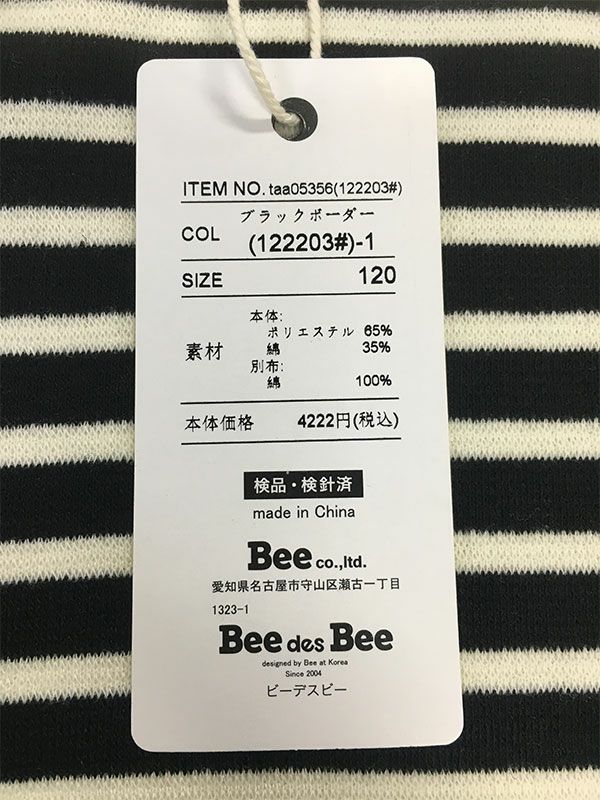 ITEM NO. taa05356(122203#)
ブラックボーダー
COL (122203#)-1
SIZE 120
本体:
ポリエステル 65%
素材 綿 35%
別布:
綿 100%
本体価格 4222円(税込)
検品・検針済
made in China
Bee co.,ltd.
愛知県名古屋市守山区瀬古一丁目
1323-1
Bee des Bee
designed by Bee at Korea
Since 2004
ビーデスビー